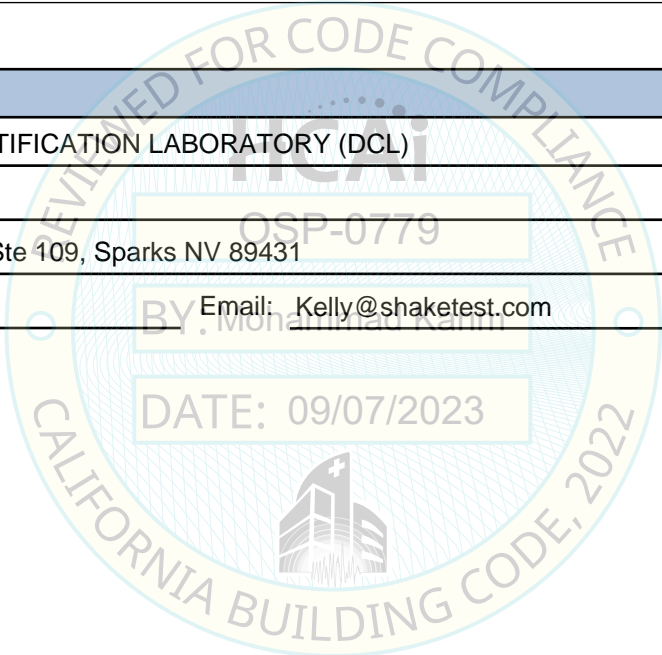 REVIEWED FOR CODE COMPLIANCE
HCAi
TIFICATION LABORATORY (DCL)
OSP-0779
Ste 109, Sparks NV 89431
Email: Kelly@shaketest.com
BY: Mohammad Karim
DATE: 09/07/2023
CALIFORNIA BUILDING CODE, 2022